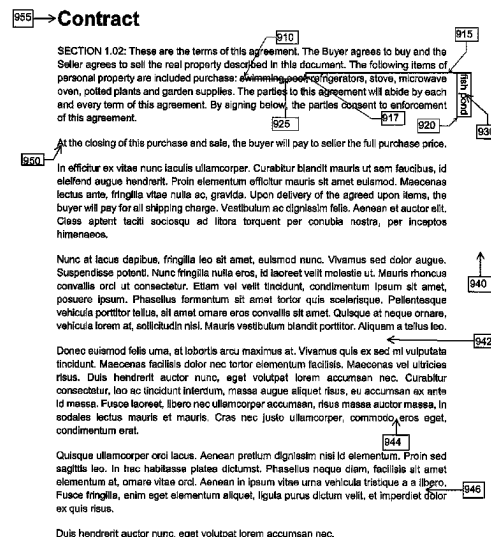 955 Contract
910
915
SECTION 1.02: These are the terms of this agreement. The Buyer agrees to buy and the
Seller agrees to sell the real property described in this document. The following items of
personal property are included purchase: swimming pool refrigerators, stove, microwave
oven, potted plants and garden supplies. The parties to this agreement will abide by each
and every term of this agreement. By signing below, the parties consent to enforcement
of this agreement.
fish pond
925
917
920
930
At the closing of this purchase and sale, the buyer will pay to seller the full purchase price.
950
In efficitur ex vitae nunc iaculis ullamcorper. Curabitur blandit mauris ut sem faucibus, id
eleifend augue hendrerit. Proin elementum efficitur mauris sit amet euismod. Maecenas
lectus ante, fringilla vitae nulla ac, gravida. Upon delivery of the agreed upon items, the
buyer will pay for all shipping charge. Vestibulum ac dignissim felis. Aenean et auctor elit.
Class aptent taciti sociosqu ad litora torquent per conubia nostra, per inceptos
himenaeos.
Nunc at lacus dapibus, fringilla leo sit amet, euismod nunc. Vivamus sed dolor augue.
Suspendisse potenti. Nunc fringilla nulla eros, id laoreet velit molestie ut. Mauris rhoncus
convallis orci ut consectetur. Etiam vel velit tincidunt, condimentum ipsum sit amet,
posuere ipsum. Phasellus fermentum sit amet tortor quis scelerisque. Pellentesque
vehicula porttitor tellus, sit amet ornare eros convallis sit amet. Quisque at neque ornare,
vehicula lorem at, sollicitudin nisl. Mauris vestibulum blandit porttitor. Aliquam a tellus leo.
940
942
Donec euismod felis urna, at lobortis arcu maximus at. Vivamus quis ex sed mi vulputate
tincidunt. Maecenas facilisis dolor nec tortor elementum facilisis. Maecenas vel ultricies
risus. Duis hendrerit auctor nunc, eget volutpat lorem accumsan nec. Curabitur
consectetur, leo ac tincidunt interdum, massa augue aliquet risus, eu accumsan ex ante
id massa. Fusce laoreet, libero nec ullamcorper accumsan, risus massa auctor massa, in
sodales lectus mauris et mauris. Cras nec justo ullamcorper, commodo eros eget,
condimentum erat.
944
Quisque ullamcorper orci lacus. Aenean pretium dignissim nisi id elementum. Proin sed
sagittis leo. In hac habitasse platea dictumst. Phasellus neque diam, facilisis sit amet
elementum at, ornare vitae orci. Aenean in ipsum vitae urna vehicula tristique a a libero.
Fusce fringilla, enim eget elementum aliquet, ligula purus dictum velit, et imperdiet dolor
ex quis risus.
946
Duis hendrerit auctor nunc, eget volutpat lorem accumsan nec.